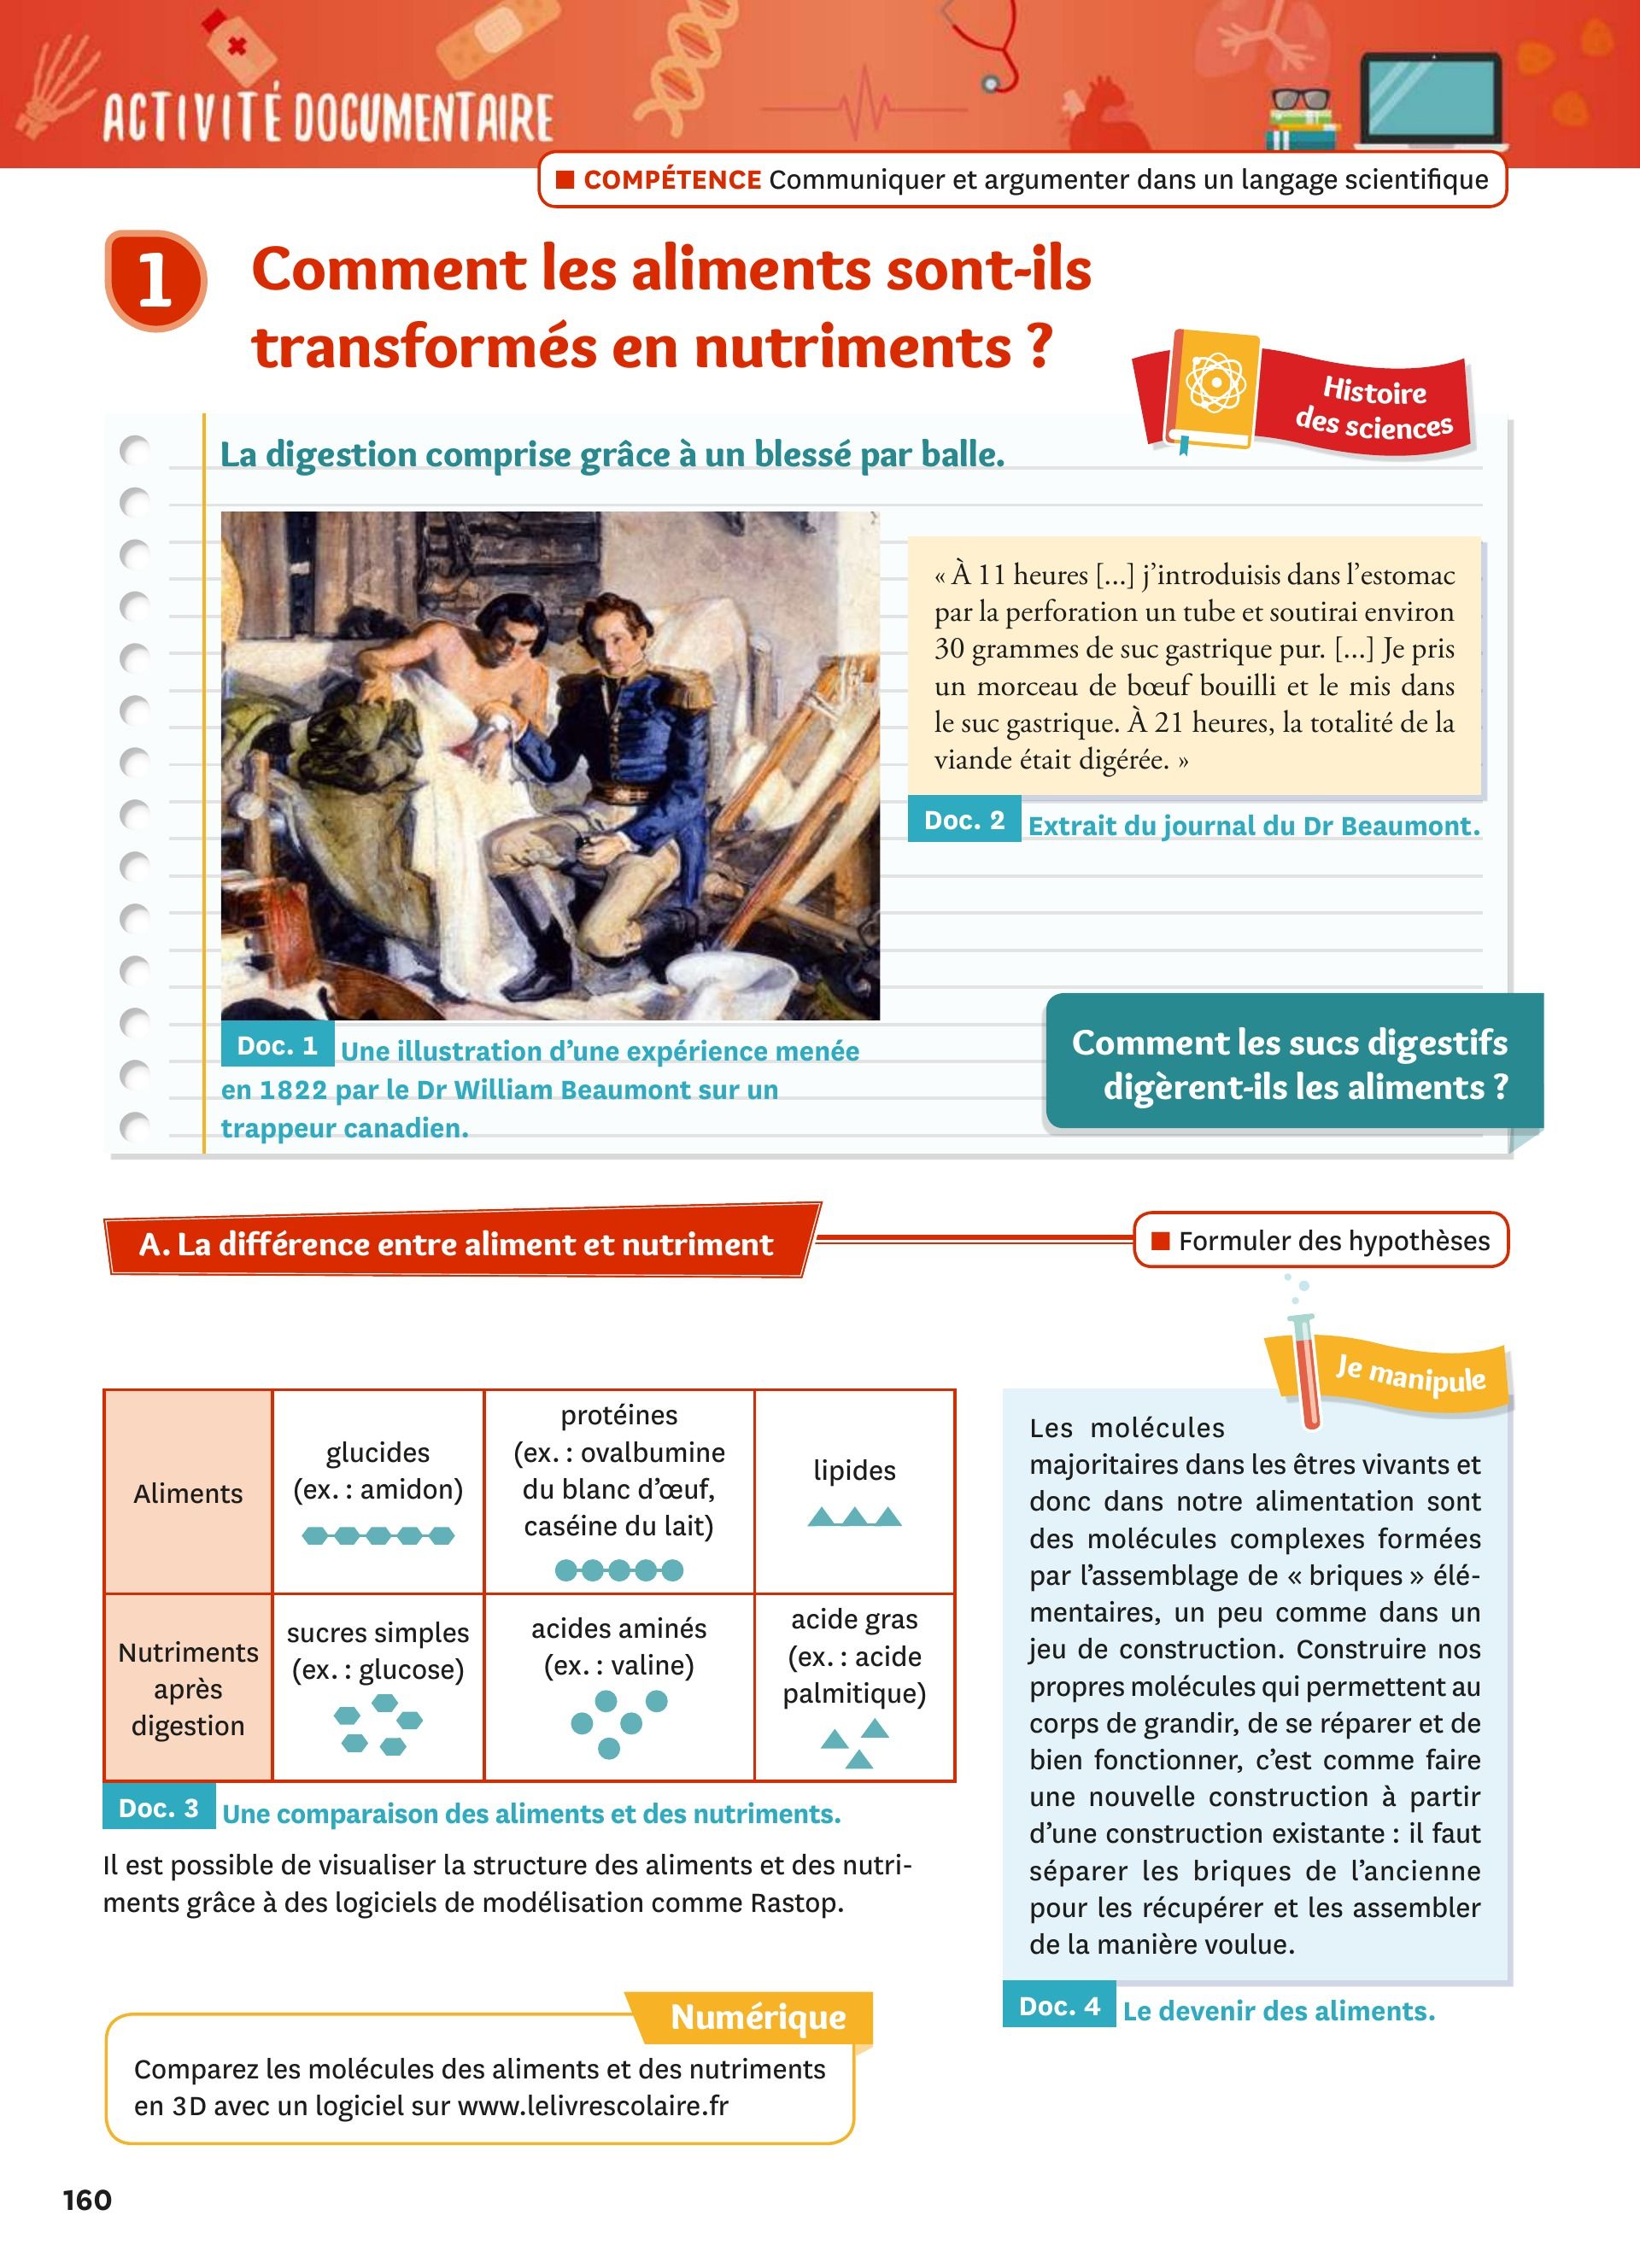 ACTIVITÉ DOCUMENTAIRE
■ COMPÉTENCE Communiquer et argumenter dans un langage scientifique
1
Comment les aliments sont-ils
transformés en nutriments ?
Histoire
des sciences
La digestion comprise grâce à un blessé par balle.
« À 11 heures [...] j’introduisis dans l’estomac
par la perforation un tube et soutirai environ
30 grammes de suc gastrique pur. [...] Je pris
un morceau de bœuf bouilli et le mis dans
le suc gastrique. À 21 heures, la totalité de la
viande était digérée. »
Doc. 2 Extrait du journal du Dr Beaumont.
Doc. 1 Une illustration d’une expérience menée
en 1822 par le Dr William Beaumont sur un
trappeur canadien.
Comment les sucs digestifs
digèrent-ils les aliments ?
A. La différence entre aliment et nutriment
■ Formuler des hypothèses
Aliments
glucides
(ex. : amidon)
protéines
(ex. : ovalbumine
du blanc d’œuf,
caséine du lait)
lipides
Nutriments
après
digestion
sucres simples
(ex. : glucose)
acides aminés
(ex. : valine)
acide gras
(ex. : acide
palmitique)
Doc. 3 Une comparaison des aliments et des nutriments.
Il est possible de visualiser la structure des aliments et des nutri-
ments grâce à des logiciels de modélisation comme Rastop.
Numérique
Comparez les molécules des aliments et des nutriments
en 3D avec un logiciel sur www.lelivrescolaire.fr
Je manipule
Les molécules
majoritaires dans les êtres vivants et
donc dans notre alimentation sont
des molécules complexes formées
par l’assemblage de « briques » élé-
mentaires, un peu comme dans un
jeu de construction. Construire nos
propres molécules qui permettent au
corps de grandir, de se réparer et de
bien fonctionner, c’est comme faire
une nouvelle construction à partir
d’une construction existante : il faut
séparer les briques de l’ancienne
pour les récupérer et les assembler
de la manière voulue.
Doc. 4 Le devenir des aliments.
160